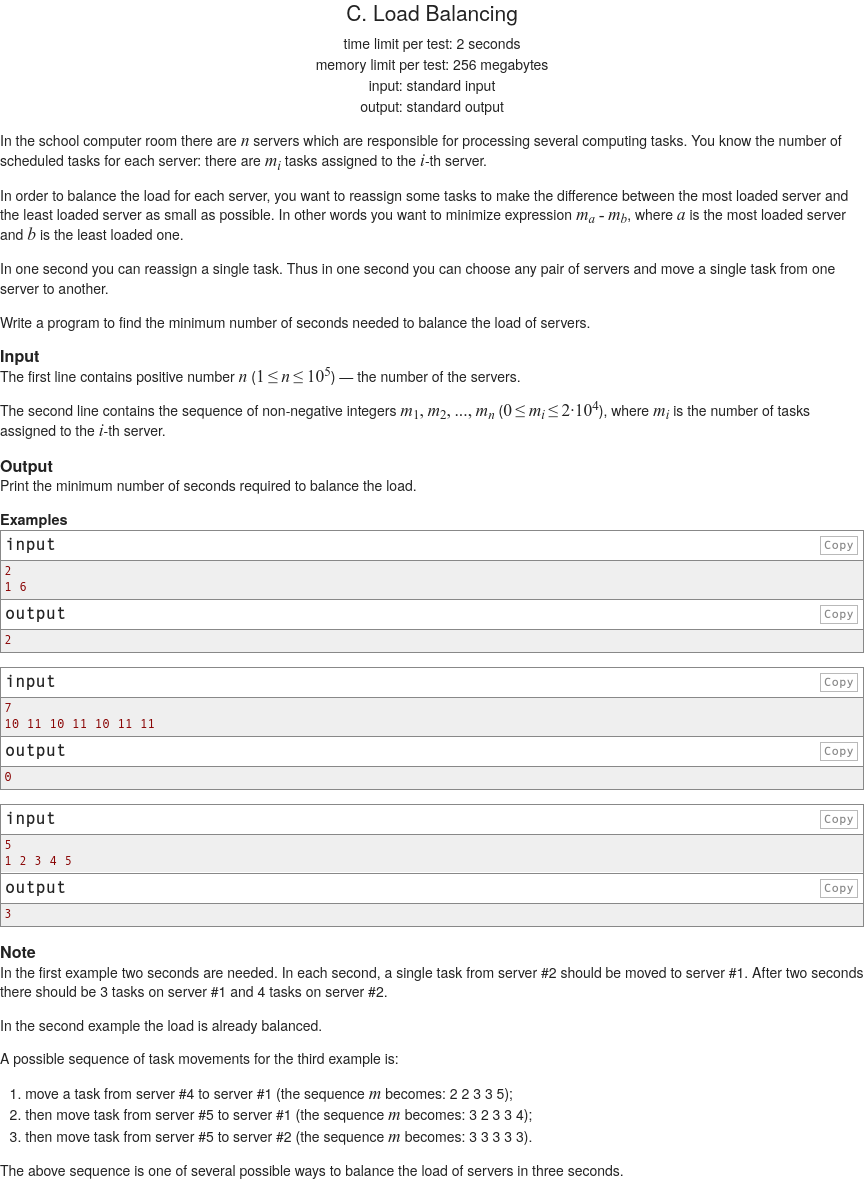 C. Load Balancing
time limit per test: 2 seconds
memory limit per test: 256 megabytes
input: standard input
output: standard output
In the school computer room there are n servers which are responsible for processing several computing tasks. You know the number of
scheduled tasks for each server: there are mᵢ tasks assigned to the i-th server.
In order to balance the load for each server, you want to reassign some tasks to make the difference between the most loaded server and
the least loaded server as small as possible. In other words you want to minimize expression mₐ - m_b, where a is the most loaded server
and b is the least loaded one.
In one second you can reassign a single task. Thus in one second you can choose any pair of servers and move a single task from one
server to another.
Write a program to find the minimum number of seconds needed to balance the load of servers.
Input
The first line contains positive number n (1 ≤ n ≤ 10⁵) — the number of the servers.
The second line contains the sequence of non-negative integers m₁, m₂, ..., mₙ (0 ≤ mᵢ ≤ 2·10⁴), where mᵢ is the number of tasks
assigned to the i-th server.
Output
Print the minimum number of seconds required to balance the load.
Examples
input Copy
2
1 6
output Copy
2
input Copy
7
10 11 10 11 10 11 11
output Copy
0
input Copy
5
1 2 3 4 5
output Copy
3
Note
In the first example two seconds are needed. In each second, a single task from server #2 should be moved to server #1. After two seconds
there should be 3 tasks on server #1 and 4 tasks on server #2.
In the second example the load is already balanced.
A possible sequence of task movements for the third example is:
1. move a task from server #4 to server #1 (the sequence m becomes: 2 2 3 3 5);
2. then move task from server #5 to server #1 (the sequence m becomes: 3 2 3 3 4);
3. then move task from server #5 to server #2 (the sequence m becomes: 3 3 3 3 3).
The above sequence is one of several possible ways to balance the load of servers in three seconds.